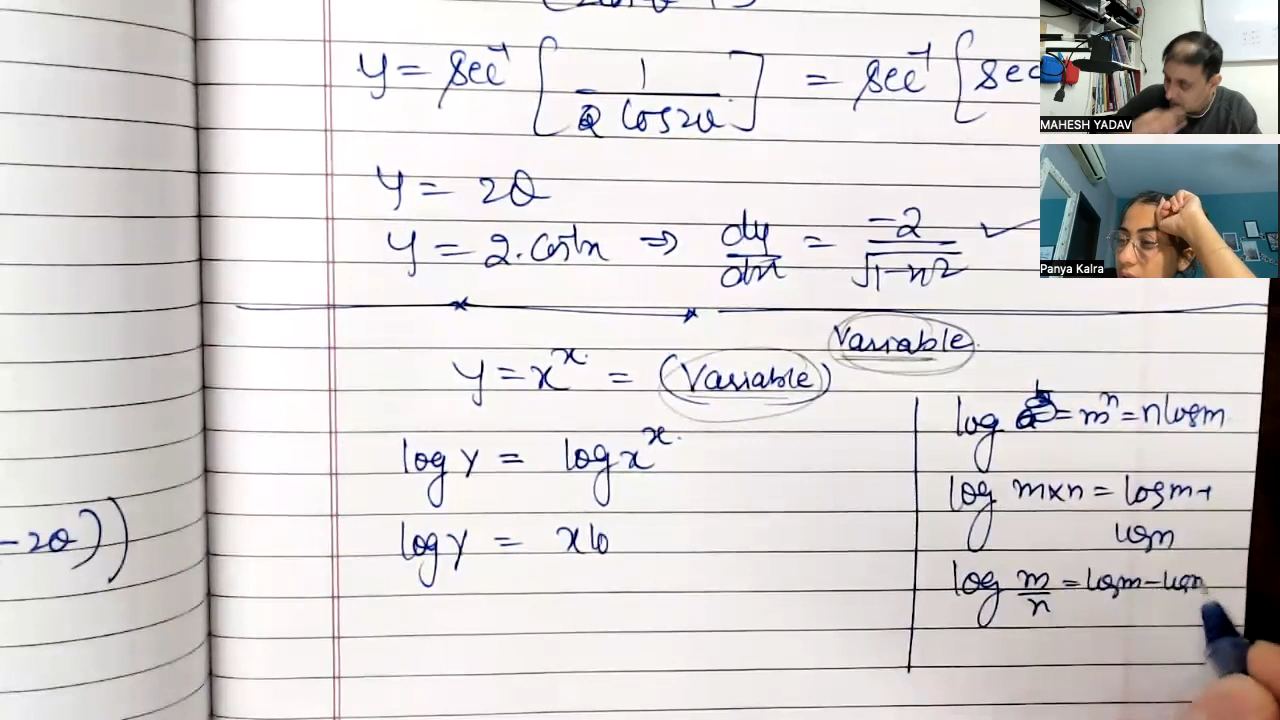 y = sec⁻¹ [ 1 / 2 Cos2θ ] = sec⁻¹ [ sec
MAHESH YADAV
y = 2θ
y = 2.Cos⁻¹x ⇒ dy/dx = -2/√1-x² ✓
Panya Kalra
Variable
y = x^x = (Variable)
log y = log x^x
log y = x lo
-2θ))
log = m^n = n log m
log m×n = log m +
log n
log m/n = log m - log n